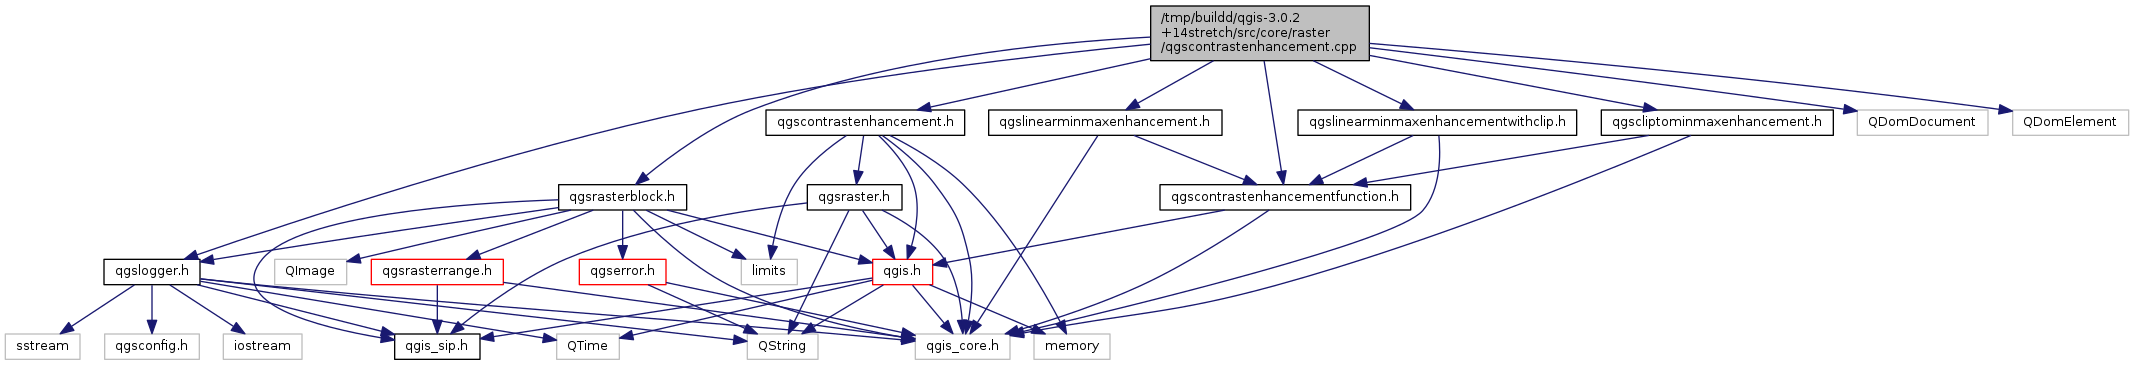 /tmp/buildd/qgis-3.0.2
+14stretch/src/core/raster
/qgscontrastenhancement.cpp
qgscontrastenhancement.h
qgslinearminmaxenhancement.h
qgslinearminmaxenhancementwithclip.h
qgscliptominmaxenhancement.h
QDomDocument
QDomElement
qgsrasterblock.h
qgsraster.h
qgscontrastenhancementfunction.h
qgslogger.h
QImage
qgsrasterrange.h
qgserror.h
limits
qgis.h
sstream
qgsconfig.h
iostream
qgis_sip.h
QTime
QString
qgis_core.h
memory